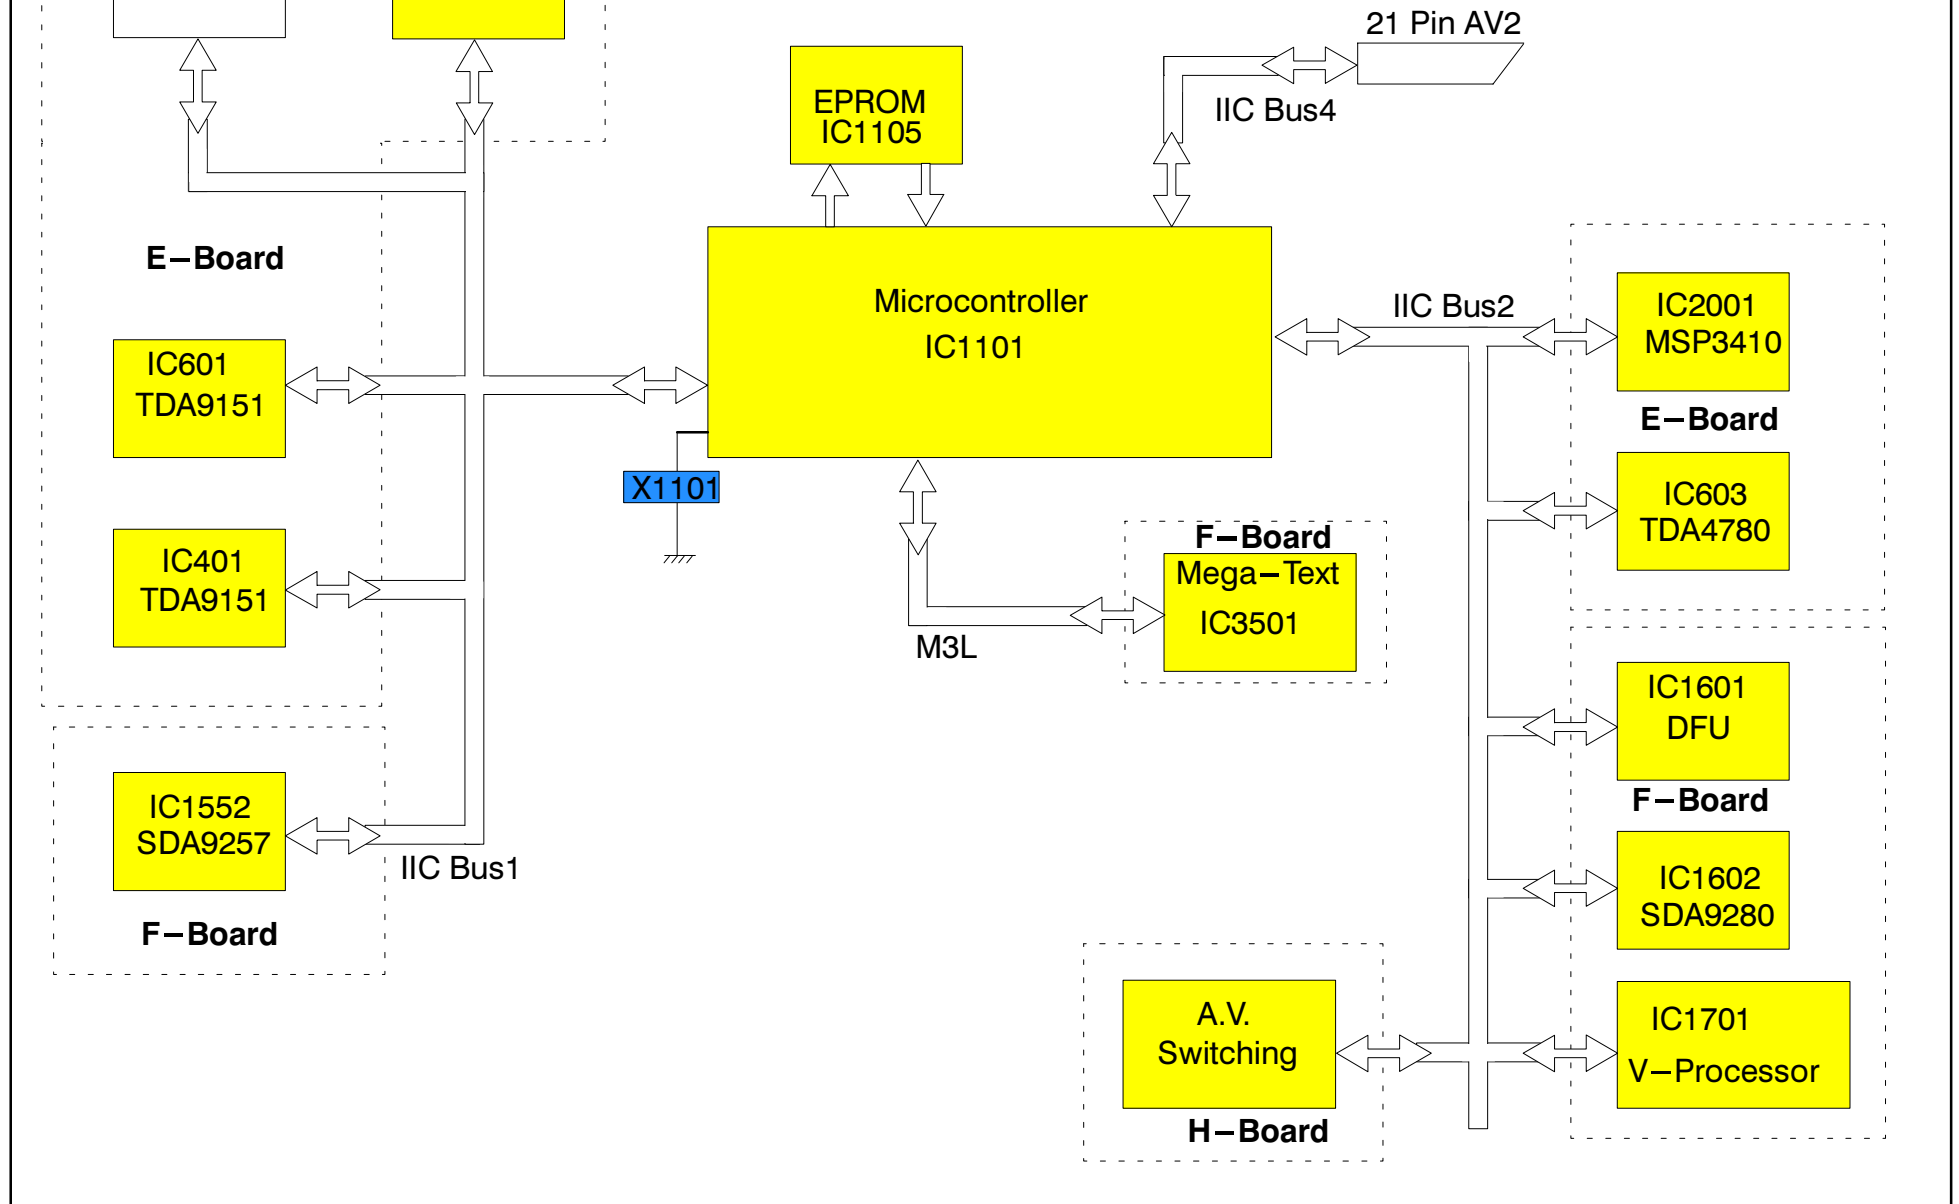 21 Pin AV2
IIC Bus4
EPROM
IC1105
E–Board
Microcontroller
IC1101
IIC Bus2
IC2001
MSP3410
E–Board
IC601
TDA9151
X1101
IC603
TDA4780
F–Board
Mega–Text
IC3501
M3L
IC401
TDA9151
IC1601
DFU
F–Board
IC1552
SDA9257
IIC Bus1
F–Board
IC1602
SDA9280
A.V.
Switching
H–Board
IC1701
V–Processor